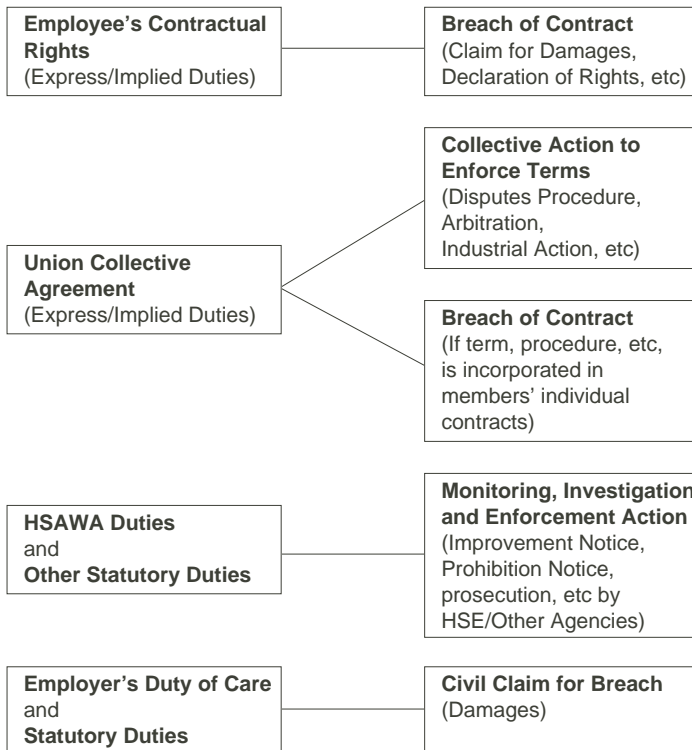 Employee’s Contractual
Rights
(Express/Implied Duties)
Breach of Contract
(Claim for Damages,
Declaration of Rights, etc)
Collective Action to
Enforce Terms
(Disputes Procedure,
Arbitration,
Industrial Action, etc)
Union Collective
Agreement
(Express/Implied Duties)
Breach of Contract
(If term, procedure, etc,
is incorporated in
members’ individual
contracts)
HSAWA Duties
and
Other Statutory Duties
Monitoring, Investigation
and Enforcement Action
(Improvement Notice,
Prohibition Notice,
prosecution, etc by
HSE/Other Agencies)
Employer’s Duty of Care
and
Statutory Duties
Civil Claim for Breach
(Damages)